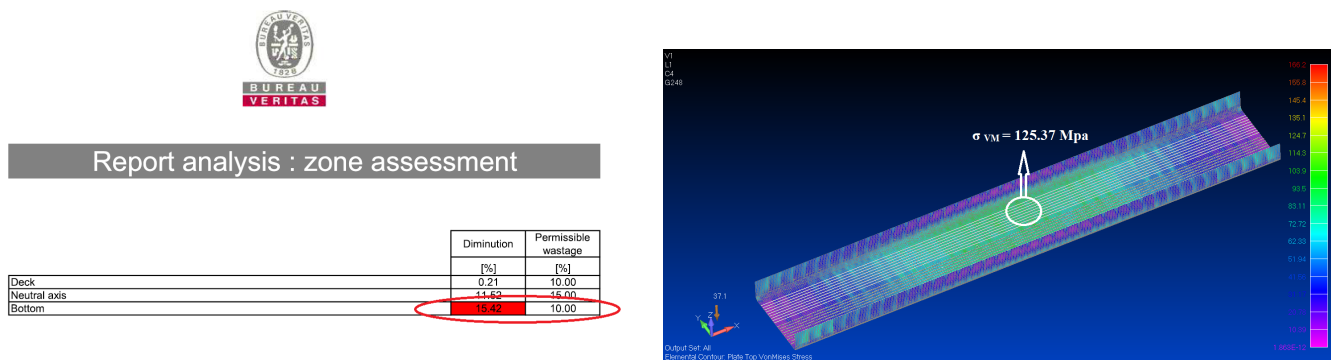 BUREAU VERITAS
1828
BUREAU
VERITAS
Report analysis : zone assessment
Diminution
Permissible
wastage
[%]
[%]
Deck
0.21
10.00
Neutral axis
11.52
15.00
Bottom
15.42
10.00
V1
L1
C4
G248
σ VM = 125.37 Mpa
166.2
155.8
145.4
135.1
124.7
114.3
103.9
93.5
83.11
72.72
62.33
51.94
37.1
Y
Z
X
Output Set: All
Elemental Contour: Plate Top VonMises Stress